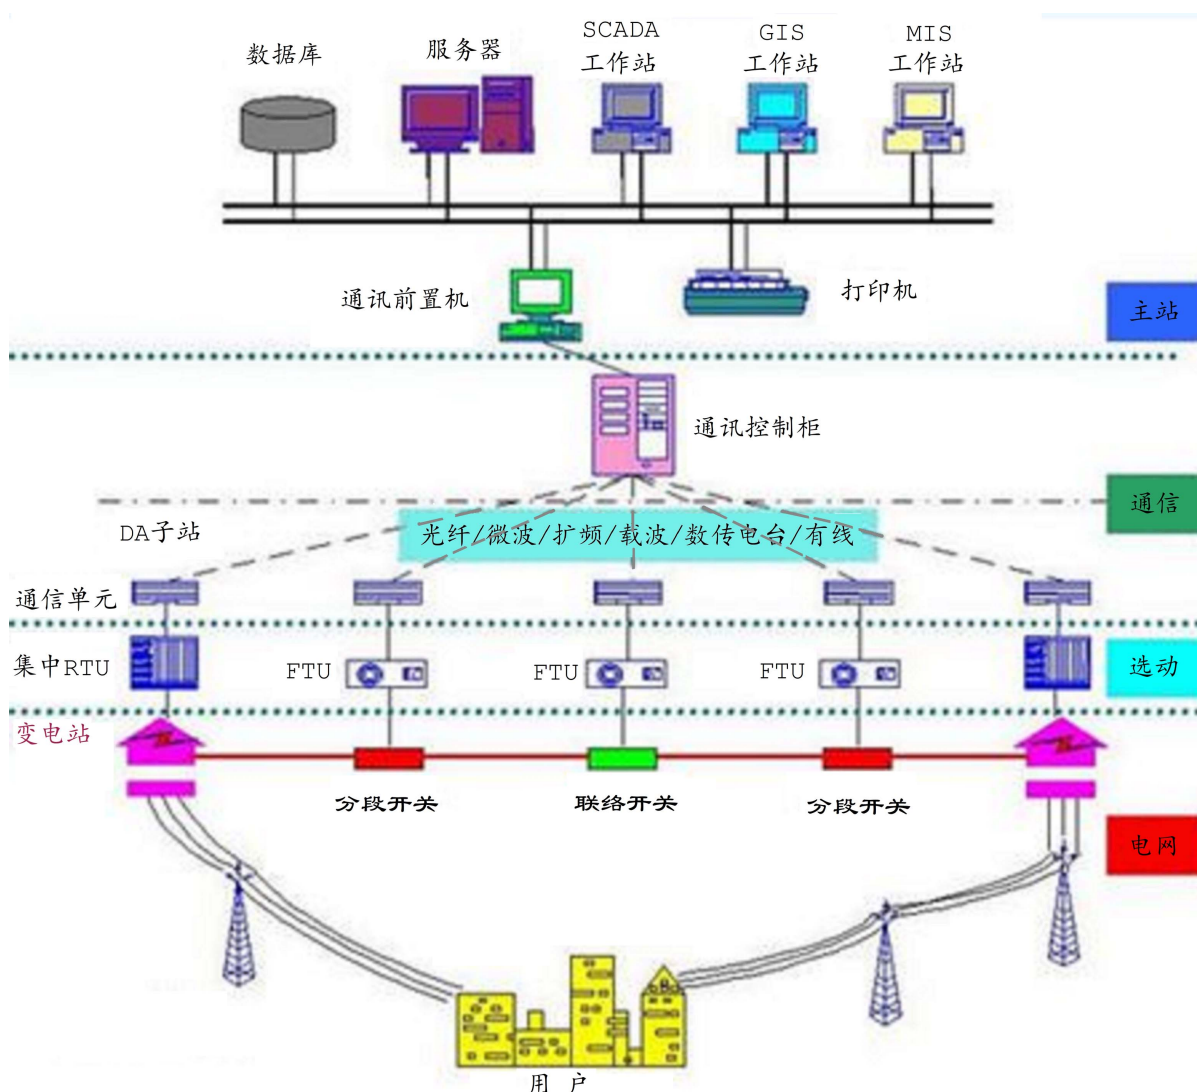 数据库
服务器
SCADA
工作站
GIS
工作站
MIS
工作站
通讯前置机
打印机
主站
通讯控制柜
通信
DA子站
光纤/微波/扩频/载波/数传电台/有线
通信单元
集中RTU
FTU
FTU
FTU
选动
变电站
分段开关
联络开关
分段开关
电网
用 户